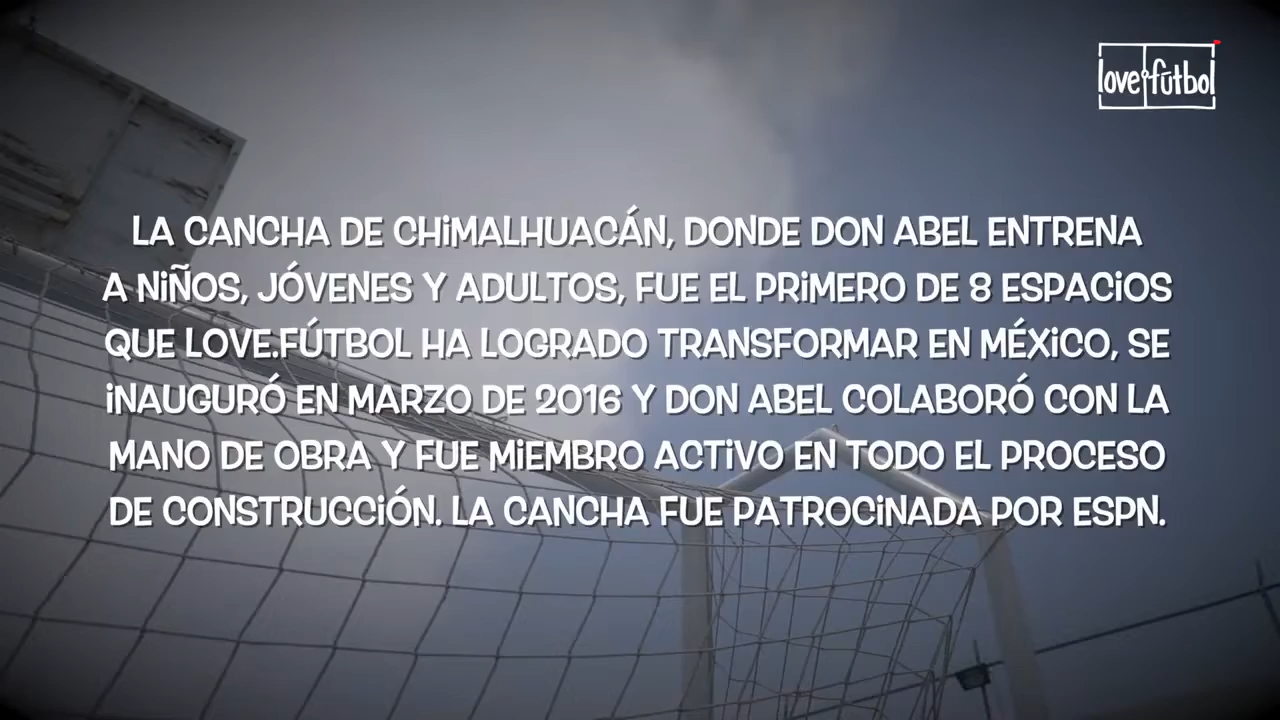 love.fútbol
LA CANCHA DE CHiMALHUACÁN, DONDE DON ABEL ENTRENA
A NiÑOS, JÓVENES Y ADULTOS, FUE EL PRiMERO DE 8 ESPACiOS
QUE LOVE.FÚTBOL HA LOGRADO TRANSFORMAR EN MÉXiCO, SE
iNAUGURÓ EN MARZO DE 2016 Y DON ABEL COLABORÓ CON LA
MANO DE OBRA Y FUE MiEMBRO ACTiVO EN TODO EL PROCESO
DE CONSTRUCCiÓN. LA CANCHA FUE PATROCiNADA POR ESPN.